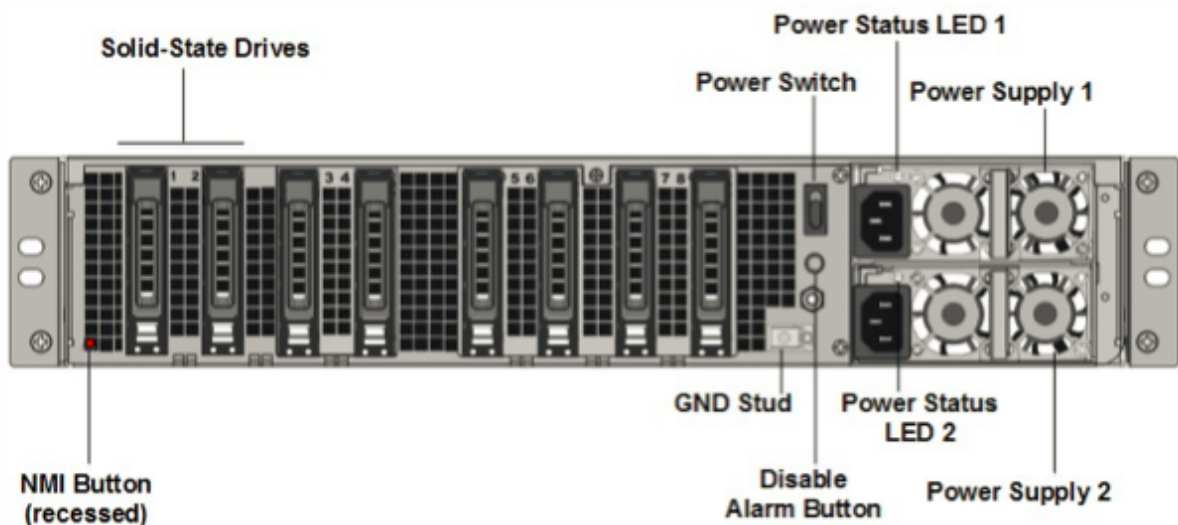 Power Status LED 1
Solid-State Drives
Power Switch
Power Supply 1
1 2
3 4
5 6
7 8
GND Stud
Power Status
LED 2
NMI Button
(recessed)
Disable
Alarm Button
Power Supply 2